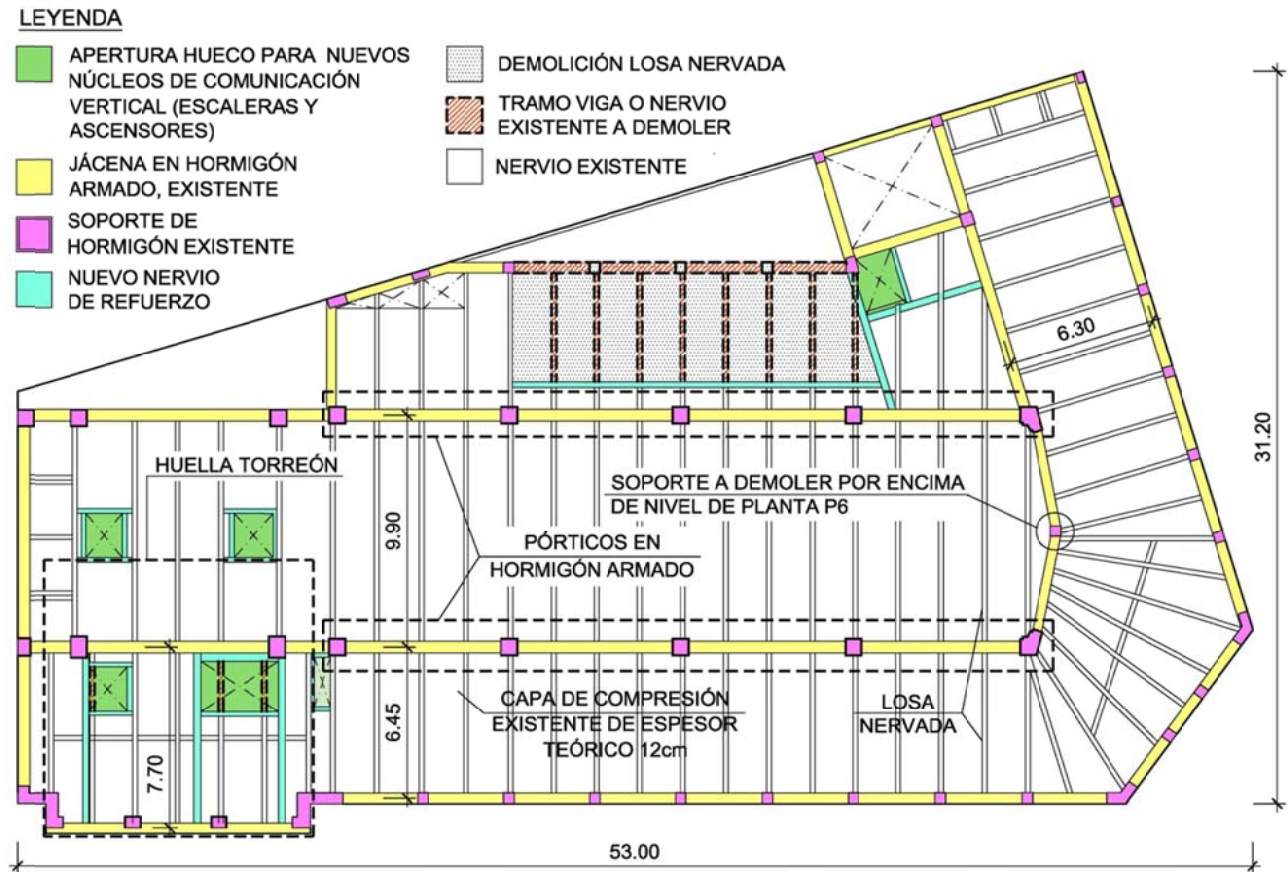 LEYENDA
APERTURA HUECO PARA NUEVOS
NÚCLEOS DE COMUNICACIÓN
VERTICAL (ESCALERAS Y
ASCENSORES)
JÁCENA EN HORMIGÓN
ARMADO, EXISTENTE
SOPORTE DE
HORMIGÓN EXISTENTE
NUEVO NERVIO
DE REFUERZO
DEMOLICIÓN LOSA NERVADA
TRAMO VIGA O NERVIO
EXISTENTE A DEMOLER
NERVIO EXISTENTE
6.30
31.20
HUELLA TORREÓN
SOPORTE A DEMOLER POR ENCIMA
DE NIVEL DE PLANTA P6
9.90
PÓRTICOS EN
HORMIGÓN ARMADO
CAPA DE COMPRESIÓN
EXISTENTE DE ESPESOR
TEÓRICO 12cm
LOSA
NERVADA
6.45
7.70
53.00